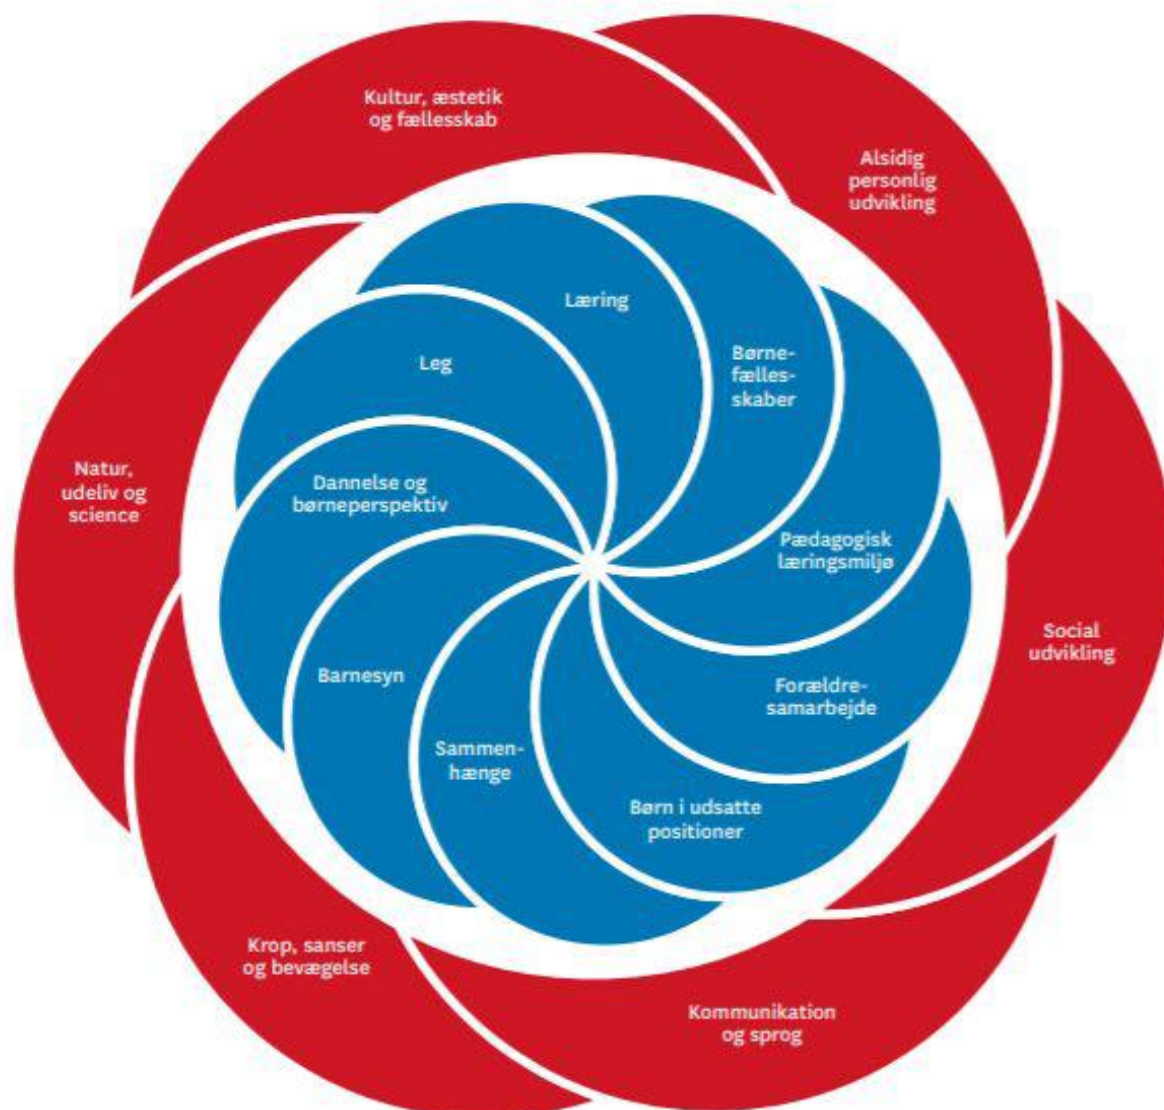 Kultur, æstetik
og fællesskab
Alsidig
personlig
udvikling
Læring
Børne-
fælles-
skaber
Leg
Natur,
udeliv og
science
Dannelse og
børneperspektiv
Pædagogisk
læringsmiljø
Social
udvikling
Barnesyn
Forældre-
samarbejde
Sammen-
hænge
Børn i udsatte
positioner
Krop, sanser
og bevægelse
Kommunikation
og sprog